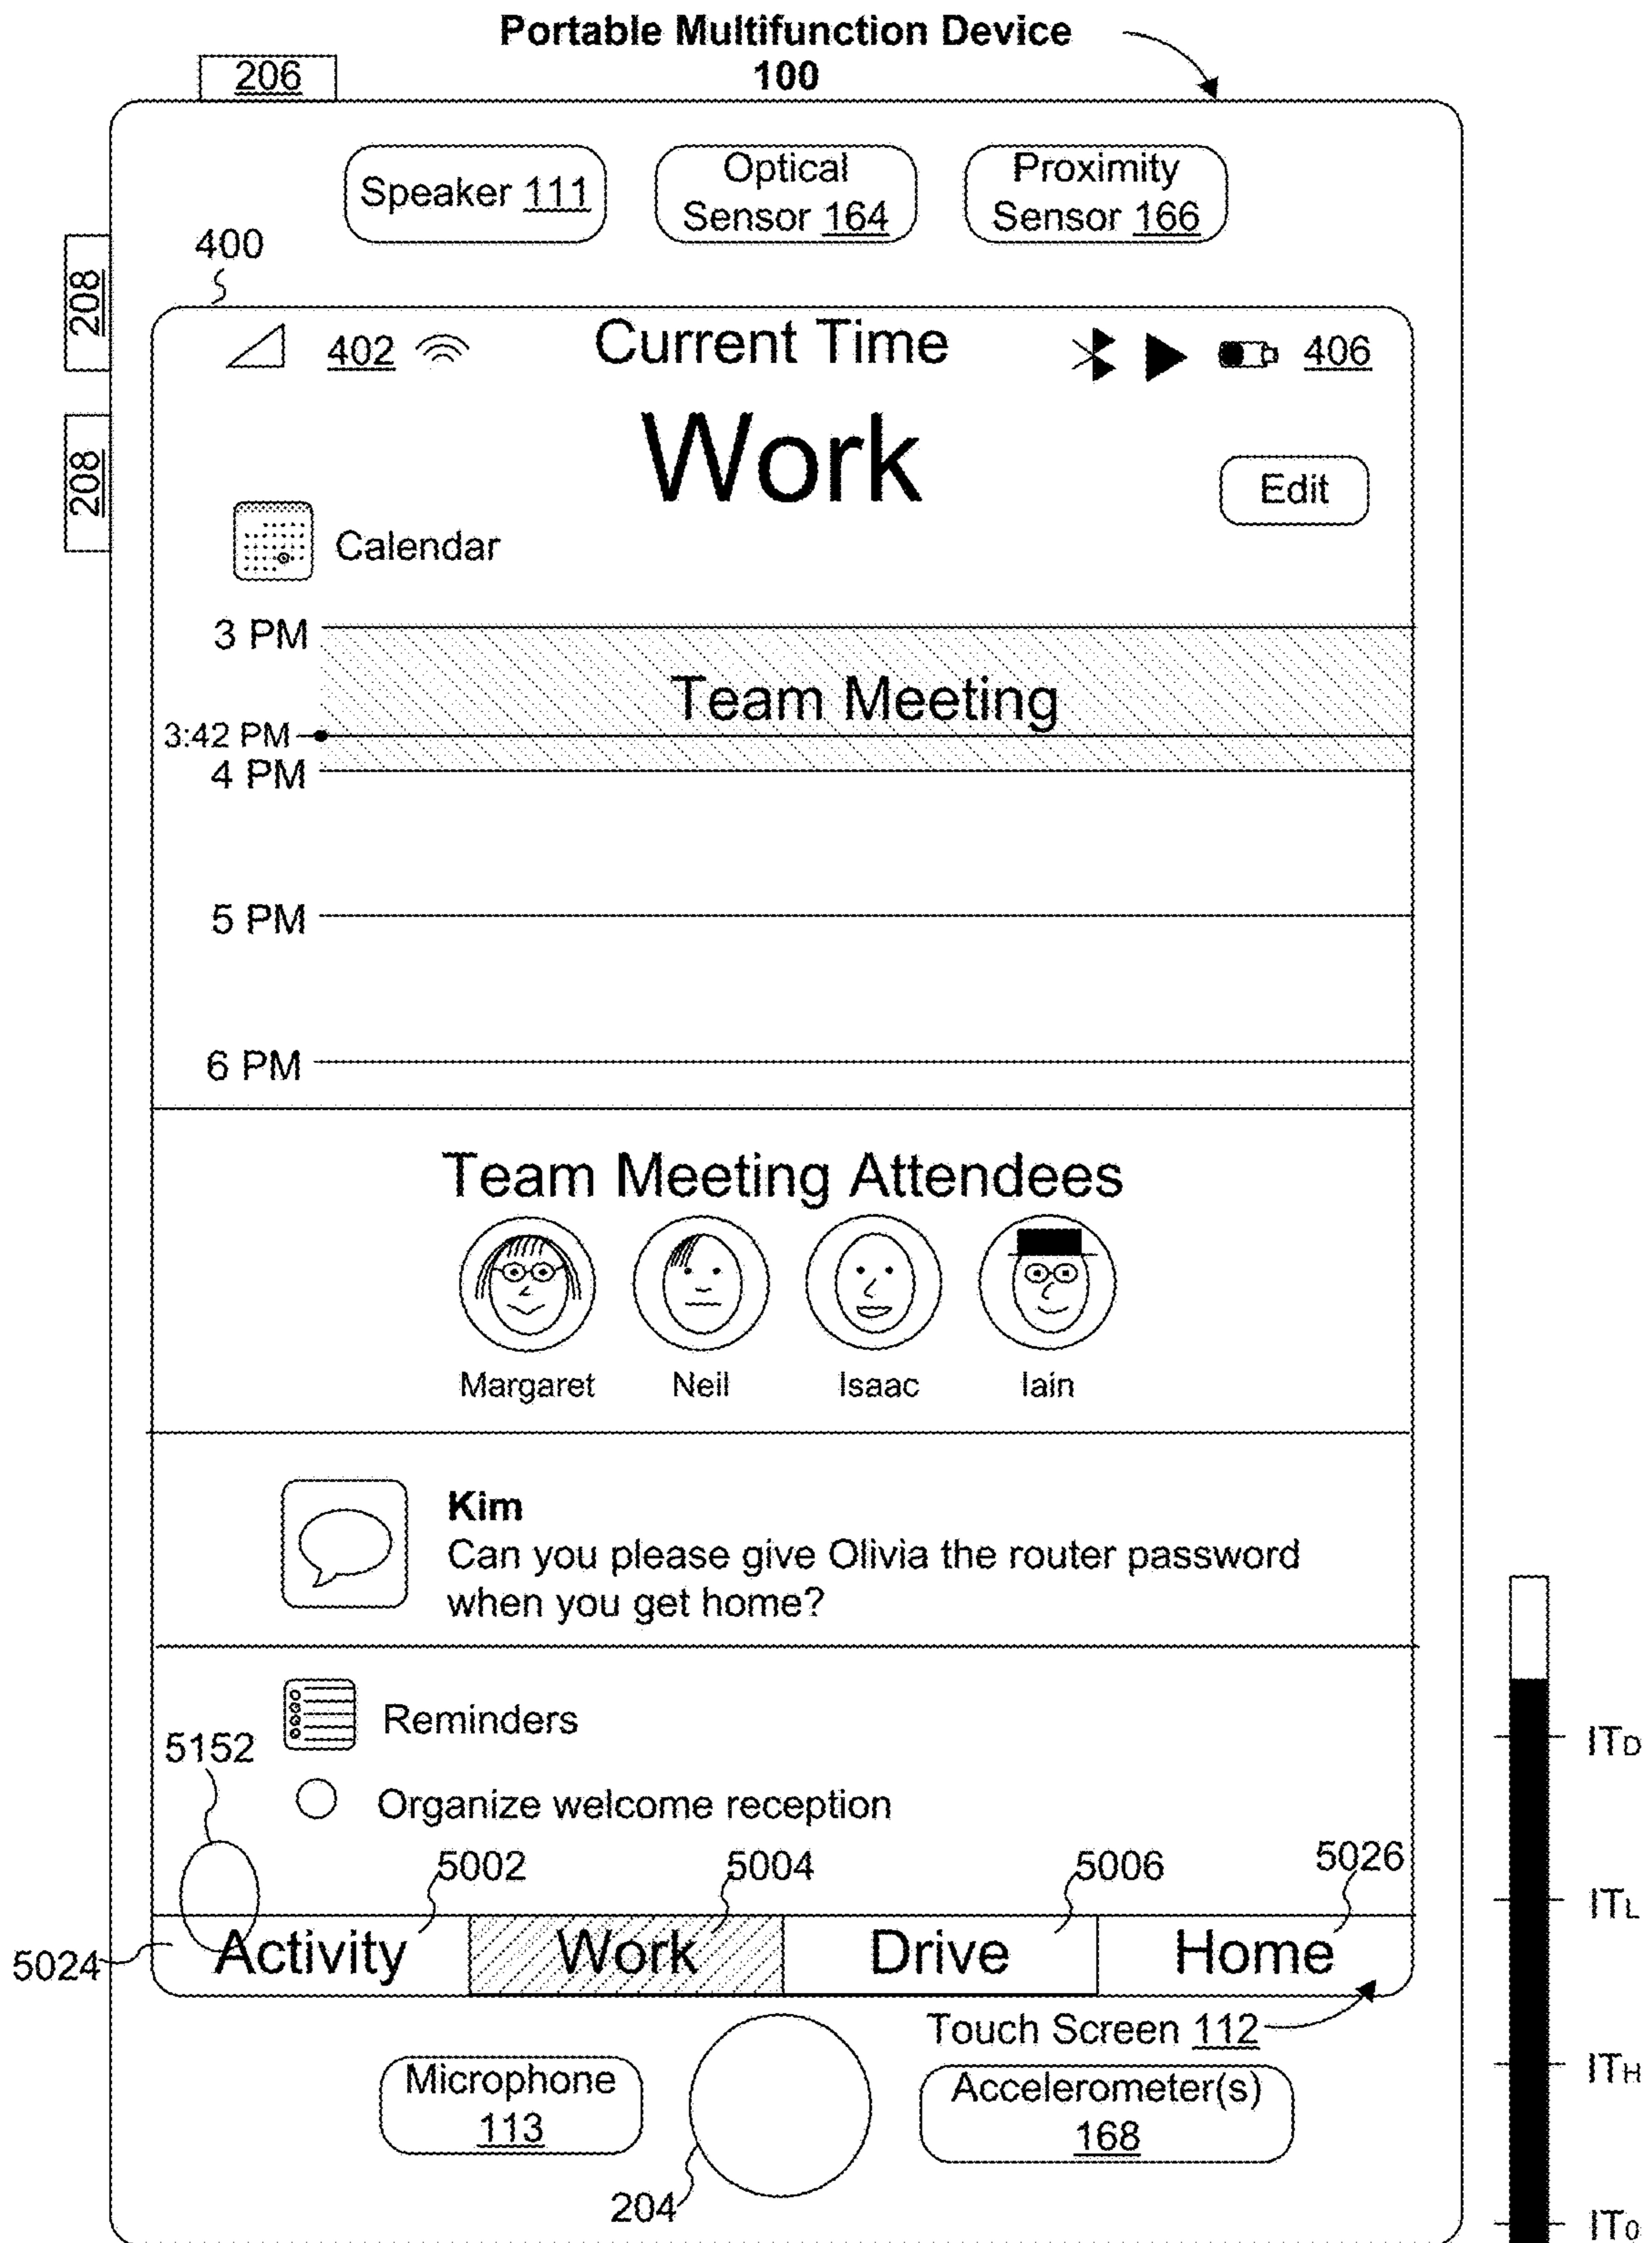 Portable Multifunction Device
100
206
Speaker 111
Optical
Sensor 164
Proximity
Sensor 166
400
208
208
402
Current Time
406
Work
Edit
Calendar
3 PM
Team Meeting
3:42 PM
4 PM
5 PM
6 PM
Team Meeting Attendees
Margaret Neil Isaac Iain
Kim
Can you please give Olivia the router password
when you get home?
Reminders
5152
Organize welcome reception
5002 5004 5006 5026
Activity Work Drive Home
5024
Touch Screen 112
Microphone
113
Accelerometer(s)
168
204
ITD
ITL
ITH
IT0